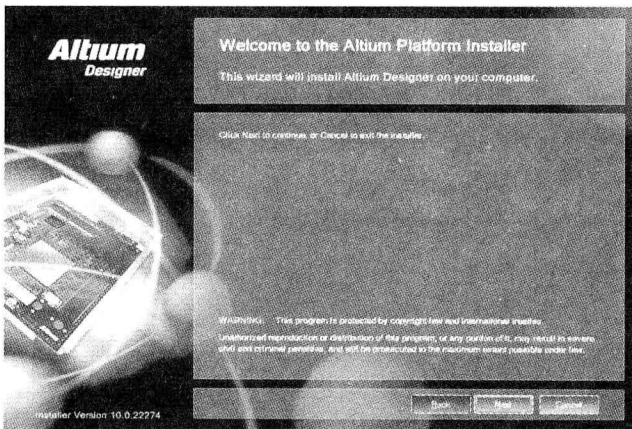 Altium
Designer
Welcome to the Altium Platform Installer
This wizard will install Altium Designer on your computer.
Click Next to continue, or Cancel to exit the installer.
WARNING: This program is protected by copyright law and international treaties.
Unauthorized reproduction or distribution of this program, or any portion of it, may result in severe
civil and criminal penalties, and will be prosecuted to the maximum extent possible under law.
Installer Version 10.0.22274
Back
Next
Cancel